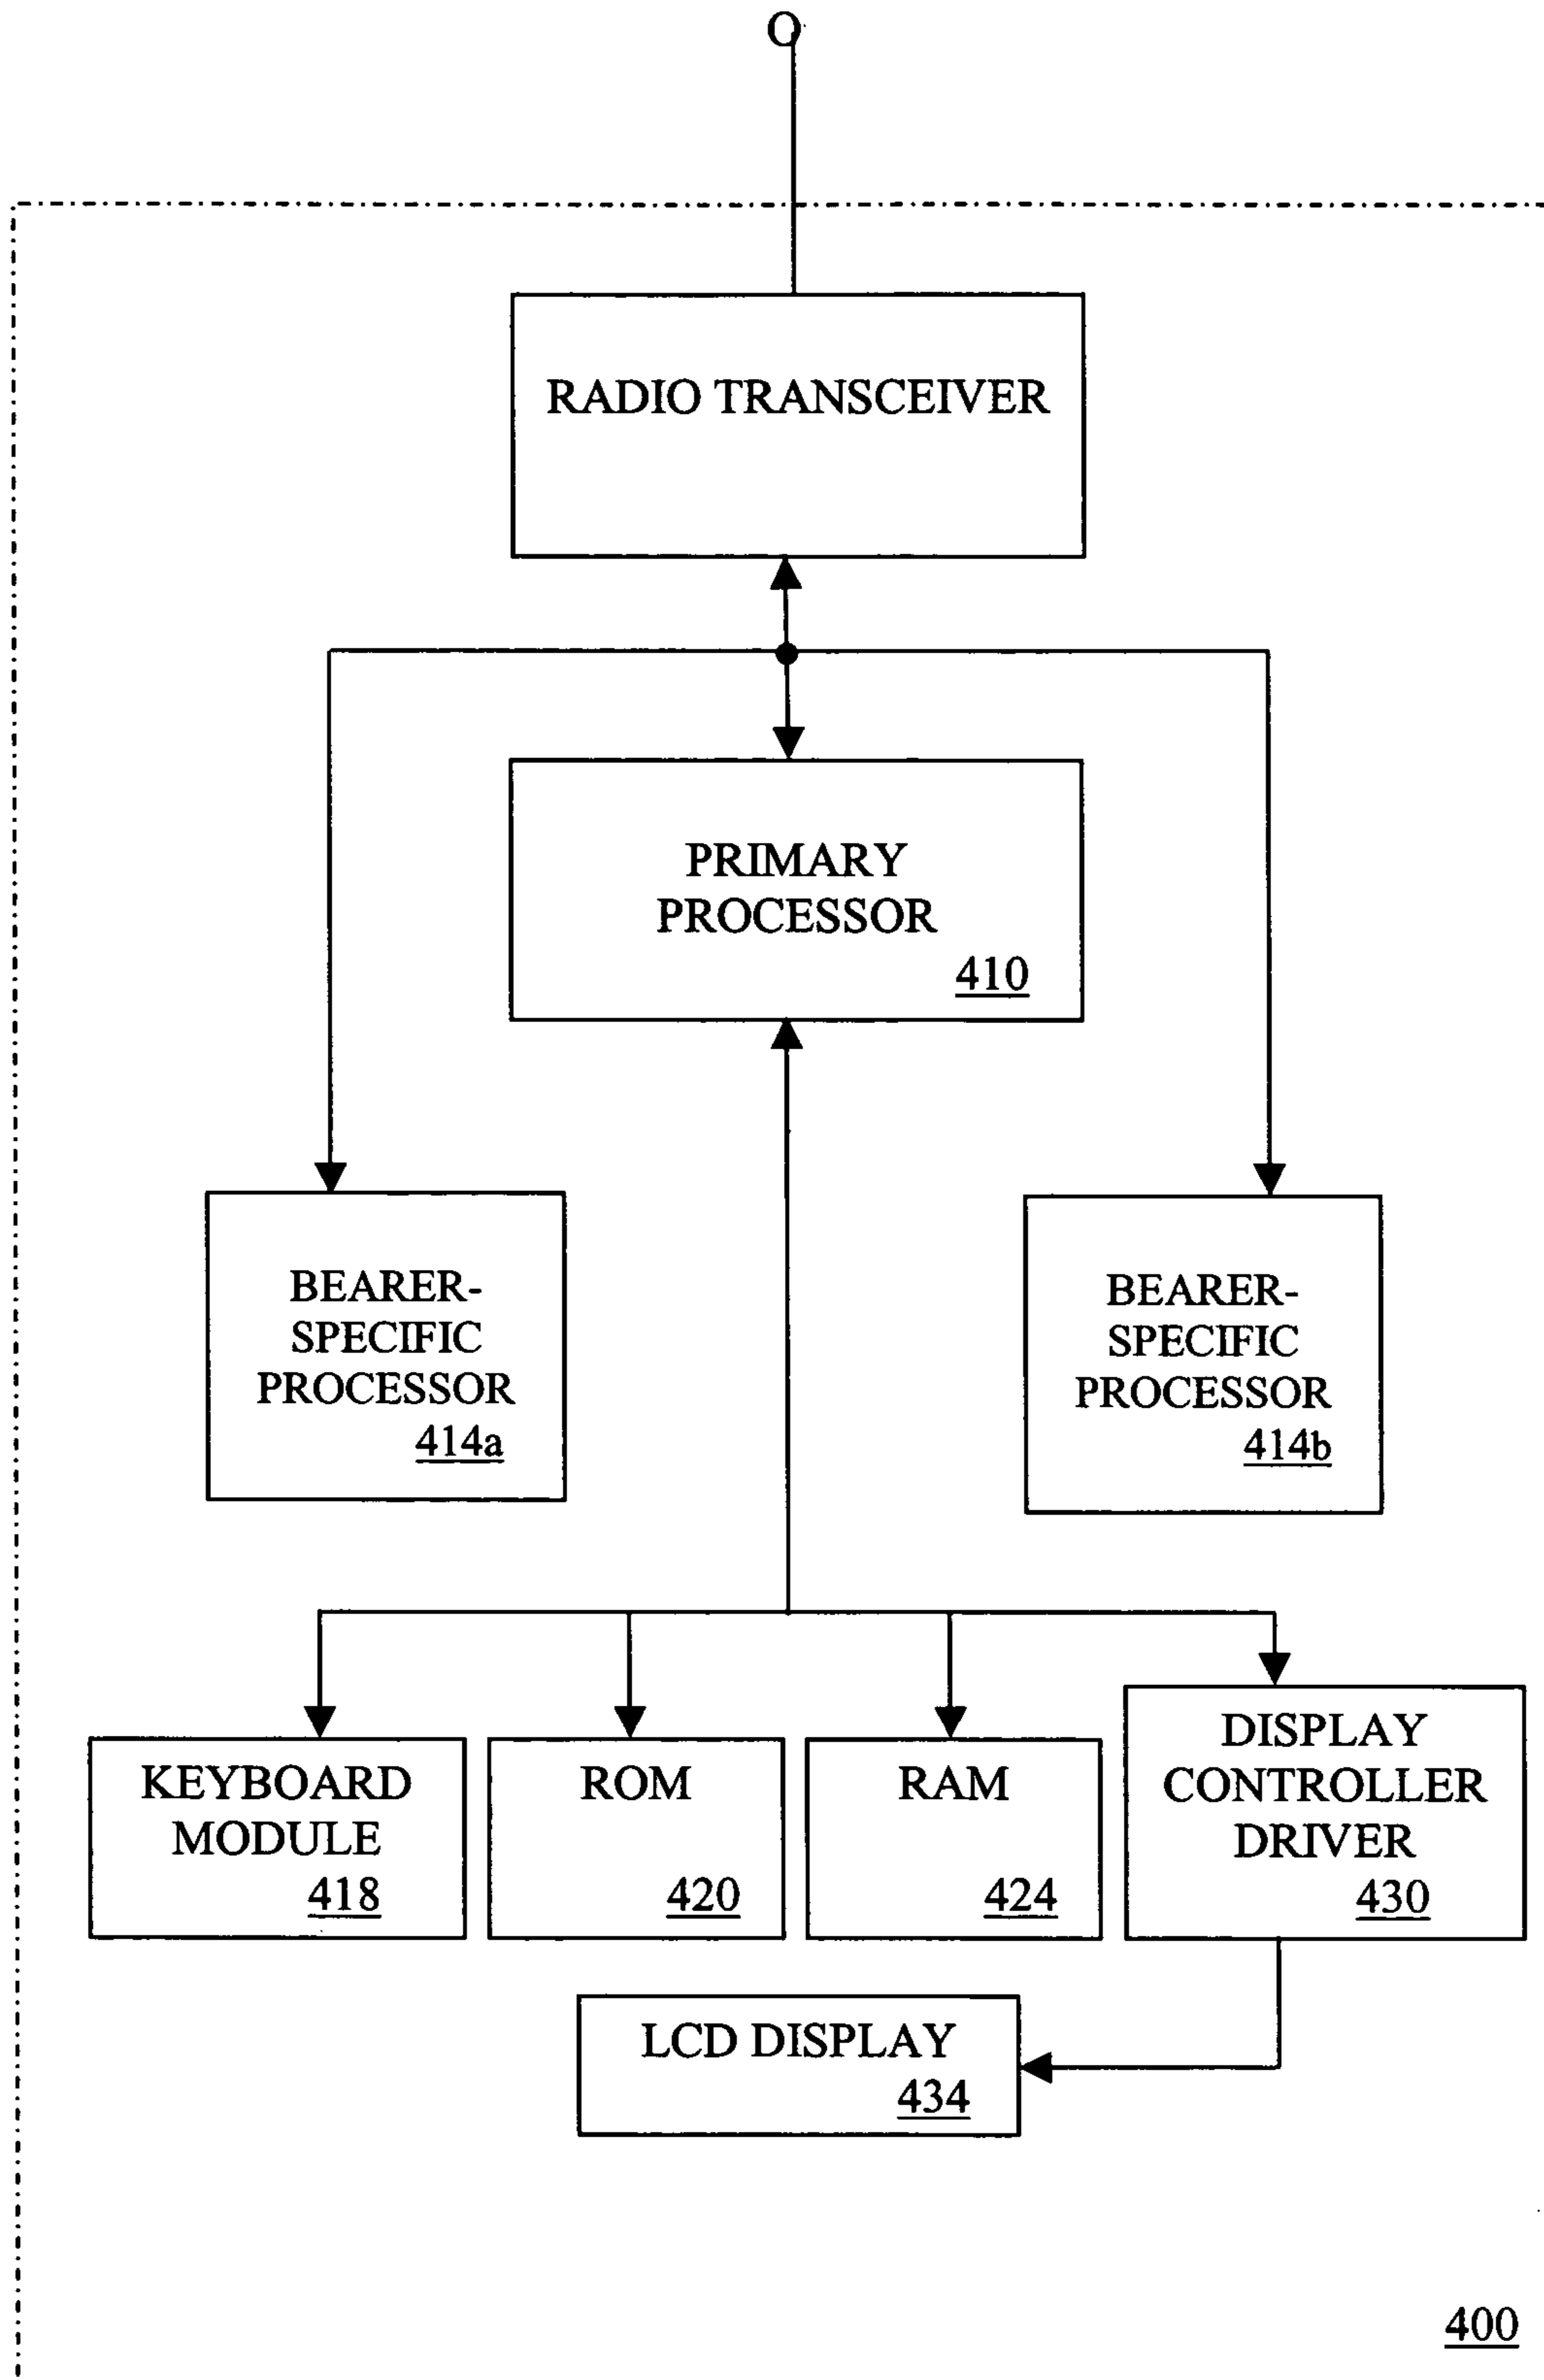 RADIO TRANSCEIVER
PRIMARY
PROCESSOR
410
BEARER-
SPECIFIC
PROCESSOR
414a
BEARER-
SPECIFIC
PROCESSOR
414b
KEYBOARD
MODULE
418
ROM
420
RAM
424
DISPLAY
CONTROLLER
DRIVER
430
LCD DISPLAY
434
400